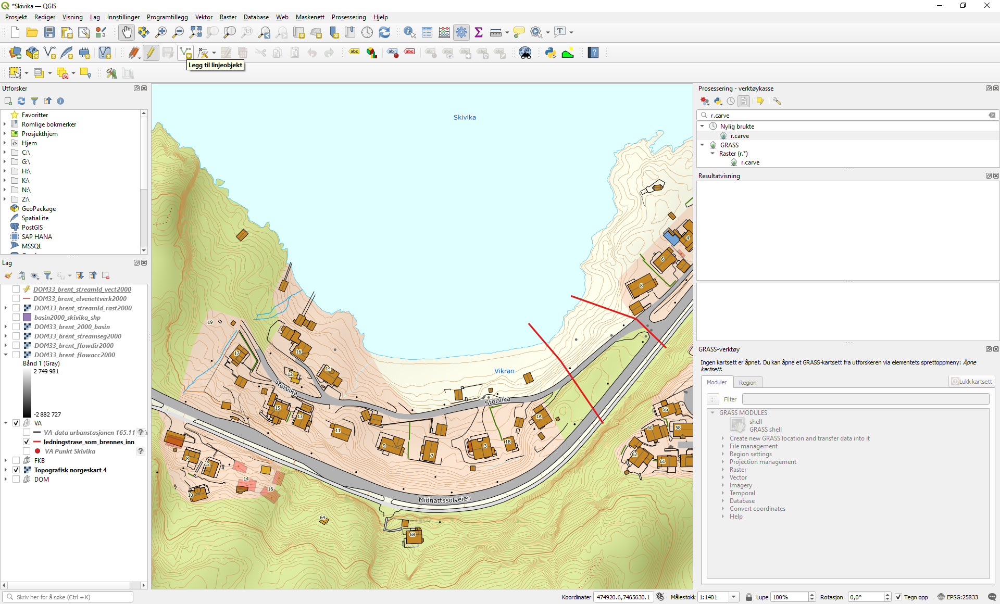 *Skivika — QGIS
Prosjekt Rediger Visning Lag Innstillinger Programtillegg Vektor Raster Database Web Maskenett Prosessering Hjelp
Legg til linjeobjekt
Utforsker
Favoritter
Romlige bokmerker
Prosjekthjem
Hjem
C:\
G:\
H:\
K:\
N:\
Z:\
GeoPackage
SpatiaLite
PostGIS
SAP HANA
MSSQL
Lag
DOM33_brent_streamld_vect2000
DOM33_brent_elvenettverk2000
DOM33_brent_streamld_rast2000
basin2000_skivika_shp
DOM33_brent_2000_basin
DOM33_brent_streamseg2000
DOM33_brent_flowdir2000
DOM33_brent_flowacc2000
Bånd 1 (Gray)
2 749 981
-2 882 727
VA
VA-data urbanstasjonen 165.11
ledningstrase_som_brennes_inn
VA Punkt Skivika
FKB
Topografisk norgeskart 4
DOM
Skivika
Vikran
Storvika
Storvika
Midnattssolveien
4
6
8
19
17
16
14
12
15
13
11
9
7
3
1B
1A
56
58
60
62
61
8
12
10
14
16
64
68
Prosessering - verktøykasse
r.carve
Nylig brukte
r.carve
GRASS
Raster (r.*)
r.carve
Resultatvisning
GRASS-verktøy
Ingen kartsett er åpnet. Du kan åpne et GRASS-kartsett fra utforskeren via elementets sprettoppmeny: Åpne
kartsett.
Moduler Region Lukk kartsett
Filter
GRASS MODULES
shell
GRASS shell
Create new GRASS location and transfer data into it
File management
Region settings
Projection management
Raster
Vector
Imagery
Temporal
Database
Convert coordinates
Help
Skriv her for å søke (Ctrl + K)
Koordinater 474920.6,7465630.1 Målestokk 1:1401 Lupe 100% Rotasjon 0,0° Tegn opp EPSG:25833